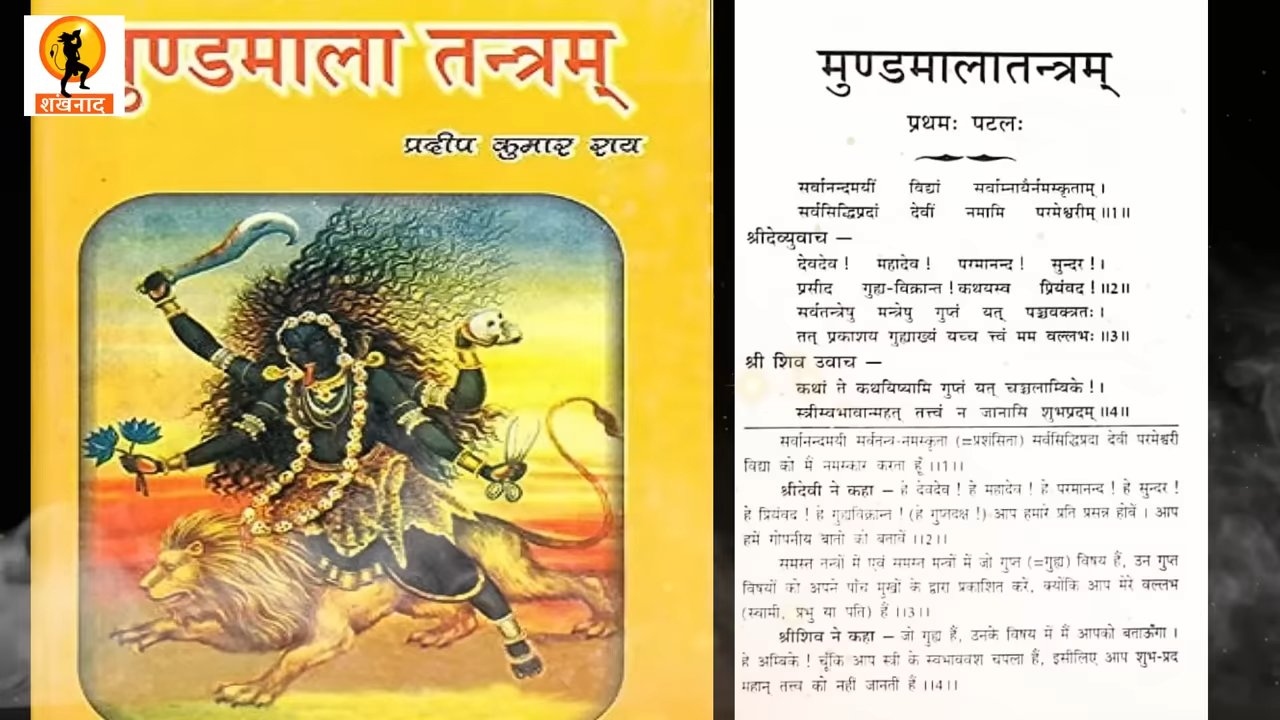 शंखनाद
मुण्डमाला तन्त्रम्
प्रदीप कुमार राय
मुण्डमालातन्त्रम्
प्रथमः पटलः
सर्वानन्दमयीं विद्यां सर्वाम्नायैर्नमस्कृताम् ।
सर्वसिद्धिप्रदां देवीं नमामि परमेश्वरीम् ॥1॥
श्रीदेव्युवाच —
देवदेव ! महादेव ! परमानन्द ! सुन्दर ! ।
प्रसीद गुह्य-विक्रान्त ! कथयस्व प्रियंवद ! ॥2॥
सर्वतन्त्रेषु मन्त्रेषु गुप्तं यत् पञ्चवक्त्रतः ।
तत् प्रकाशय गुह्याख्यं यच्च त्वं मम वल्लभः ॥3॥
श्री शिव उवाच —
कथां ते कथयिष्यामि गुप्तं यत् चञ्चलाम्बिके ! ।
स्त्रीस्वभावान्महत् तत्त्वं न जानासि शुभप्रदम् ॥4॥
सर्वानन्दमयी सर्वतन्त्र-नमस्कृता (=प्रशंसिता) सर्वसिद्धिप्रदा देवी परमेश्वरी
विद्या को मैं नमस्कार करता हूँ ।।1।।
श्रीदेवी ने कहा – हे देवदेव ! हे महादेव ! हे परमानन्द ! हे सुन्दर !
हे प्रियंवद ! हे गुह्यविक्रान्त ! (हे गुप्तदक्ष !) आप हमारे प्रति प्रसन्न होवें । आप
हमें गोपनीय बातों को बतावें ।।2।।
समस्त तन्त्रों में एवं समस्त मन्त्रों में जो गुप्त (=गुह्य) विषय हैं, उन गुप्त
विषयों को अपने पाँच मुखों के द्वारा प्रकाशित करें, क्योंकि आप मेरे वल्लभ
(स्वामी, प्रभु या पति) हैं ।।3।।
श्रीशिव ने कहा – जो गुह्य हैं, उनके विषय में मैं आपको बताऊँगा ।
हे अम्बिके ! चूँकि आप स्त्री के स्वभाववश चपला हैं, इसीलिए आप शुभ-प्रद
महान् तत्त्व को नहीं जानती हैं ।।4।।